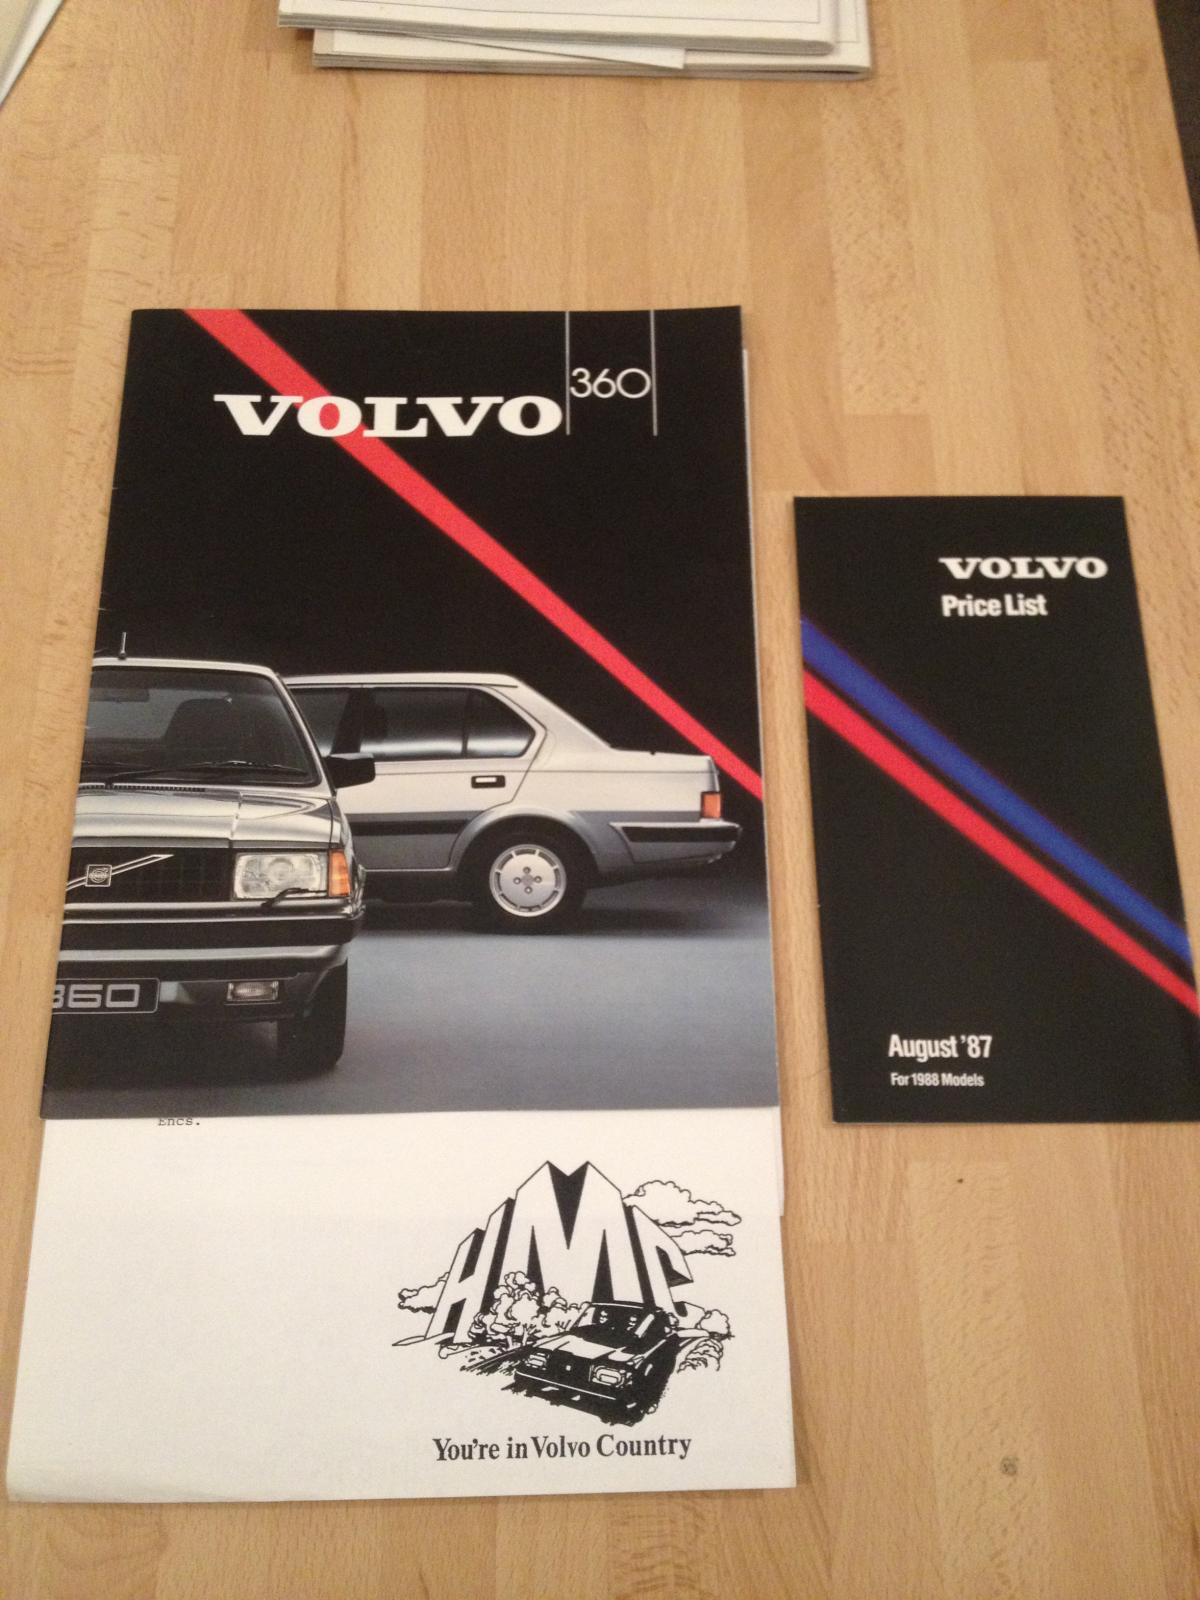 VOLVO 360
360
Encs.
HMC
You're in Volvo Country
VOLVO
Price List
August '87
For 1988 Models